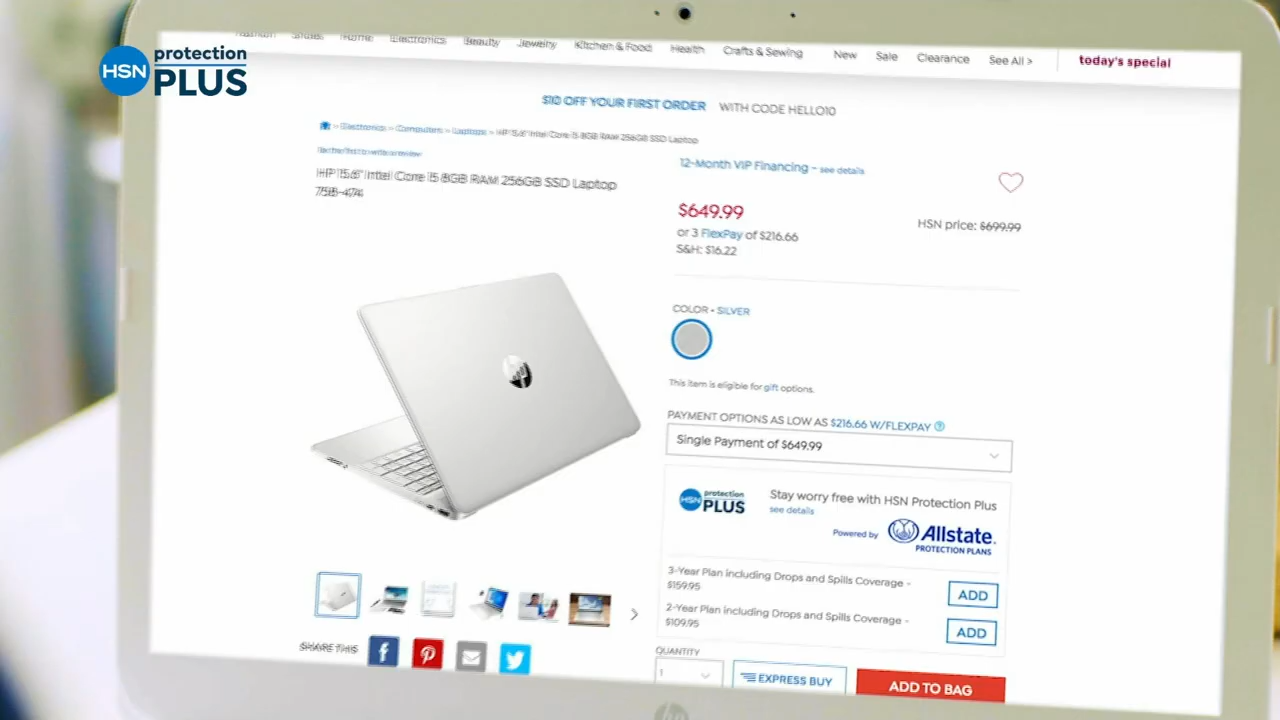 HSN protection PLUS
Fashion Shoes Home Electronics Beauty Jewelry Kitchen & Food Health Crafts & Sewing New Sale Clearance See All > today's special
$10 OFF YOUR FIRST ORDER WITH CODE HELLO10
> Electronics > Computers > Laptops > HP 15.6" Intel Core i5 8GB RAM 256GB SSD Laptop
Be the first to write a review
HP 15.6" Intel Core i5 8GB RAM 256GB SSD Laptop
758-474
12-Month VIP Financing - see details
$649.99
HSN price: $699.99
or 3 FlexPay of $216.66
S&H: $16.22
COLOR - SILVER
This item is eligible for gift options.
PAYMENT OPTIONS AS LOW AS $216.66 W/FLEXPAY ?
Single Payment of $649.99
HSN protection PLUS
Stay worry free with HSN Protection Plus
see details
Powered by Allstate.
PROTECTION PLANS
3-Year Plan including Drops and Spills Coverage -
$159.95
ADD
2-Year Plan including Drops and Spills Coverage -
$109.95
ADD
SHARE THIS
QUANTITY
1
EXPRESS BUY
ADD TO BAG
hp